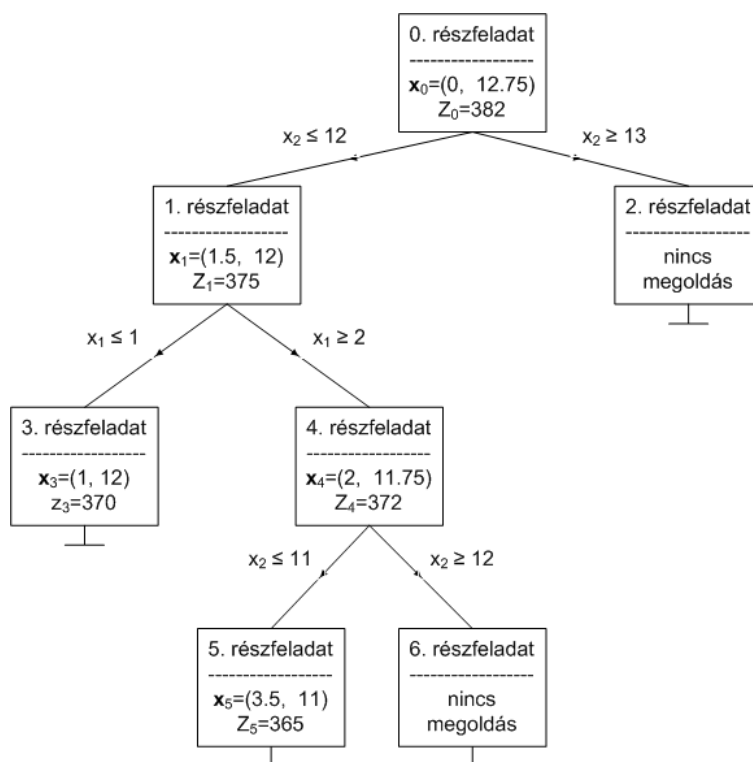 0. részfeladat
------------------
x₀=(0, 12.75)
Z₀=382
x₂ ≤ 12
x₂ ≥ 13
1. részfeladat
------------------
x₁=(1.5, 12)
Z₁=375
2. részfeladat
------------------
nincs
megoldás
x₁ ≤ 1
x₁ ≥ 2
3. részfeladat
------------------
x₃=(1, 12)
z₃=370
4. részfeladat
------------------
x₄=(2, 11.75)
Z₄=372
x₂ ≤ 11
x₂ ≥ 12
5. részfeladat
------------------
x₅=(3.5, 11)
Z₅=365
6. részfeladat
------------------
nincs
megoldás